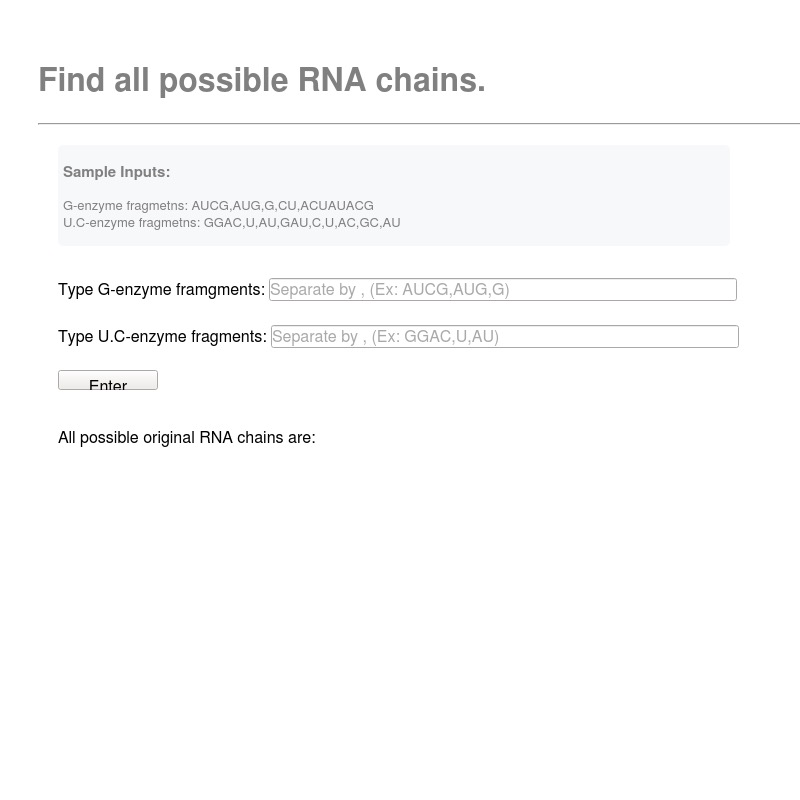 Find all possible RNA chains.
Sample Inputs:
G-enzyme fragmetns: AUCG,AUG,G,CU,ACUAUACG
U.C-enzyme fragmetns: GGAC,U,AU,GAU,C,U,AC,GC,AU
Type G-enzyme framgments: Separate by , (Ex: AUCG,AUG,G)
Type U.C-enzyme fragments: Separate by , (Ex: GGAC,U,AU)
Enter
All possible original RNA chains are: